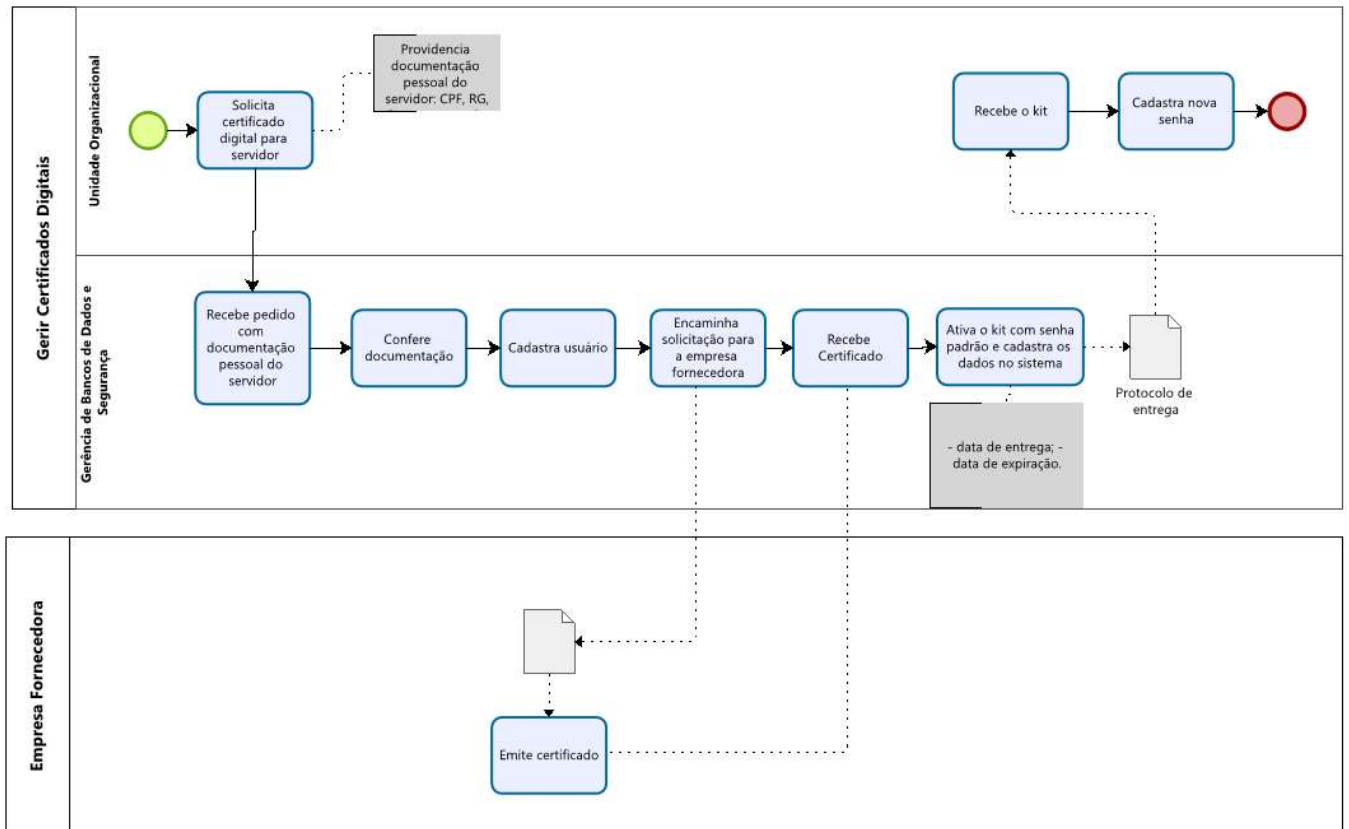 Gerir Certificados Digitais
Unidade Organizacional
Solicita
certificado
digital para
servidor
Providencia
documentação
pessoal do
servidor: CPF, RG,
Recebe o kit
Cadastra nova
senha
Gerência de Bancos de Dados e
Segurança
Recebe pedido
com
documentação
pessoal do
servidor
Confere
documentação
Cadastra usuário
Encaminha
solicitação para
a empresa
fornecedora
Recebe
Certificado
Ativa o kit com senha
padrão e cadastra os
dados no sistema
Protocolo de
entrega
- data de entrega; -
data de expiração.
Empresa Fornecedora
Emite certificado